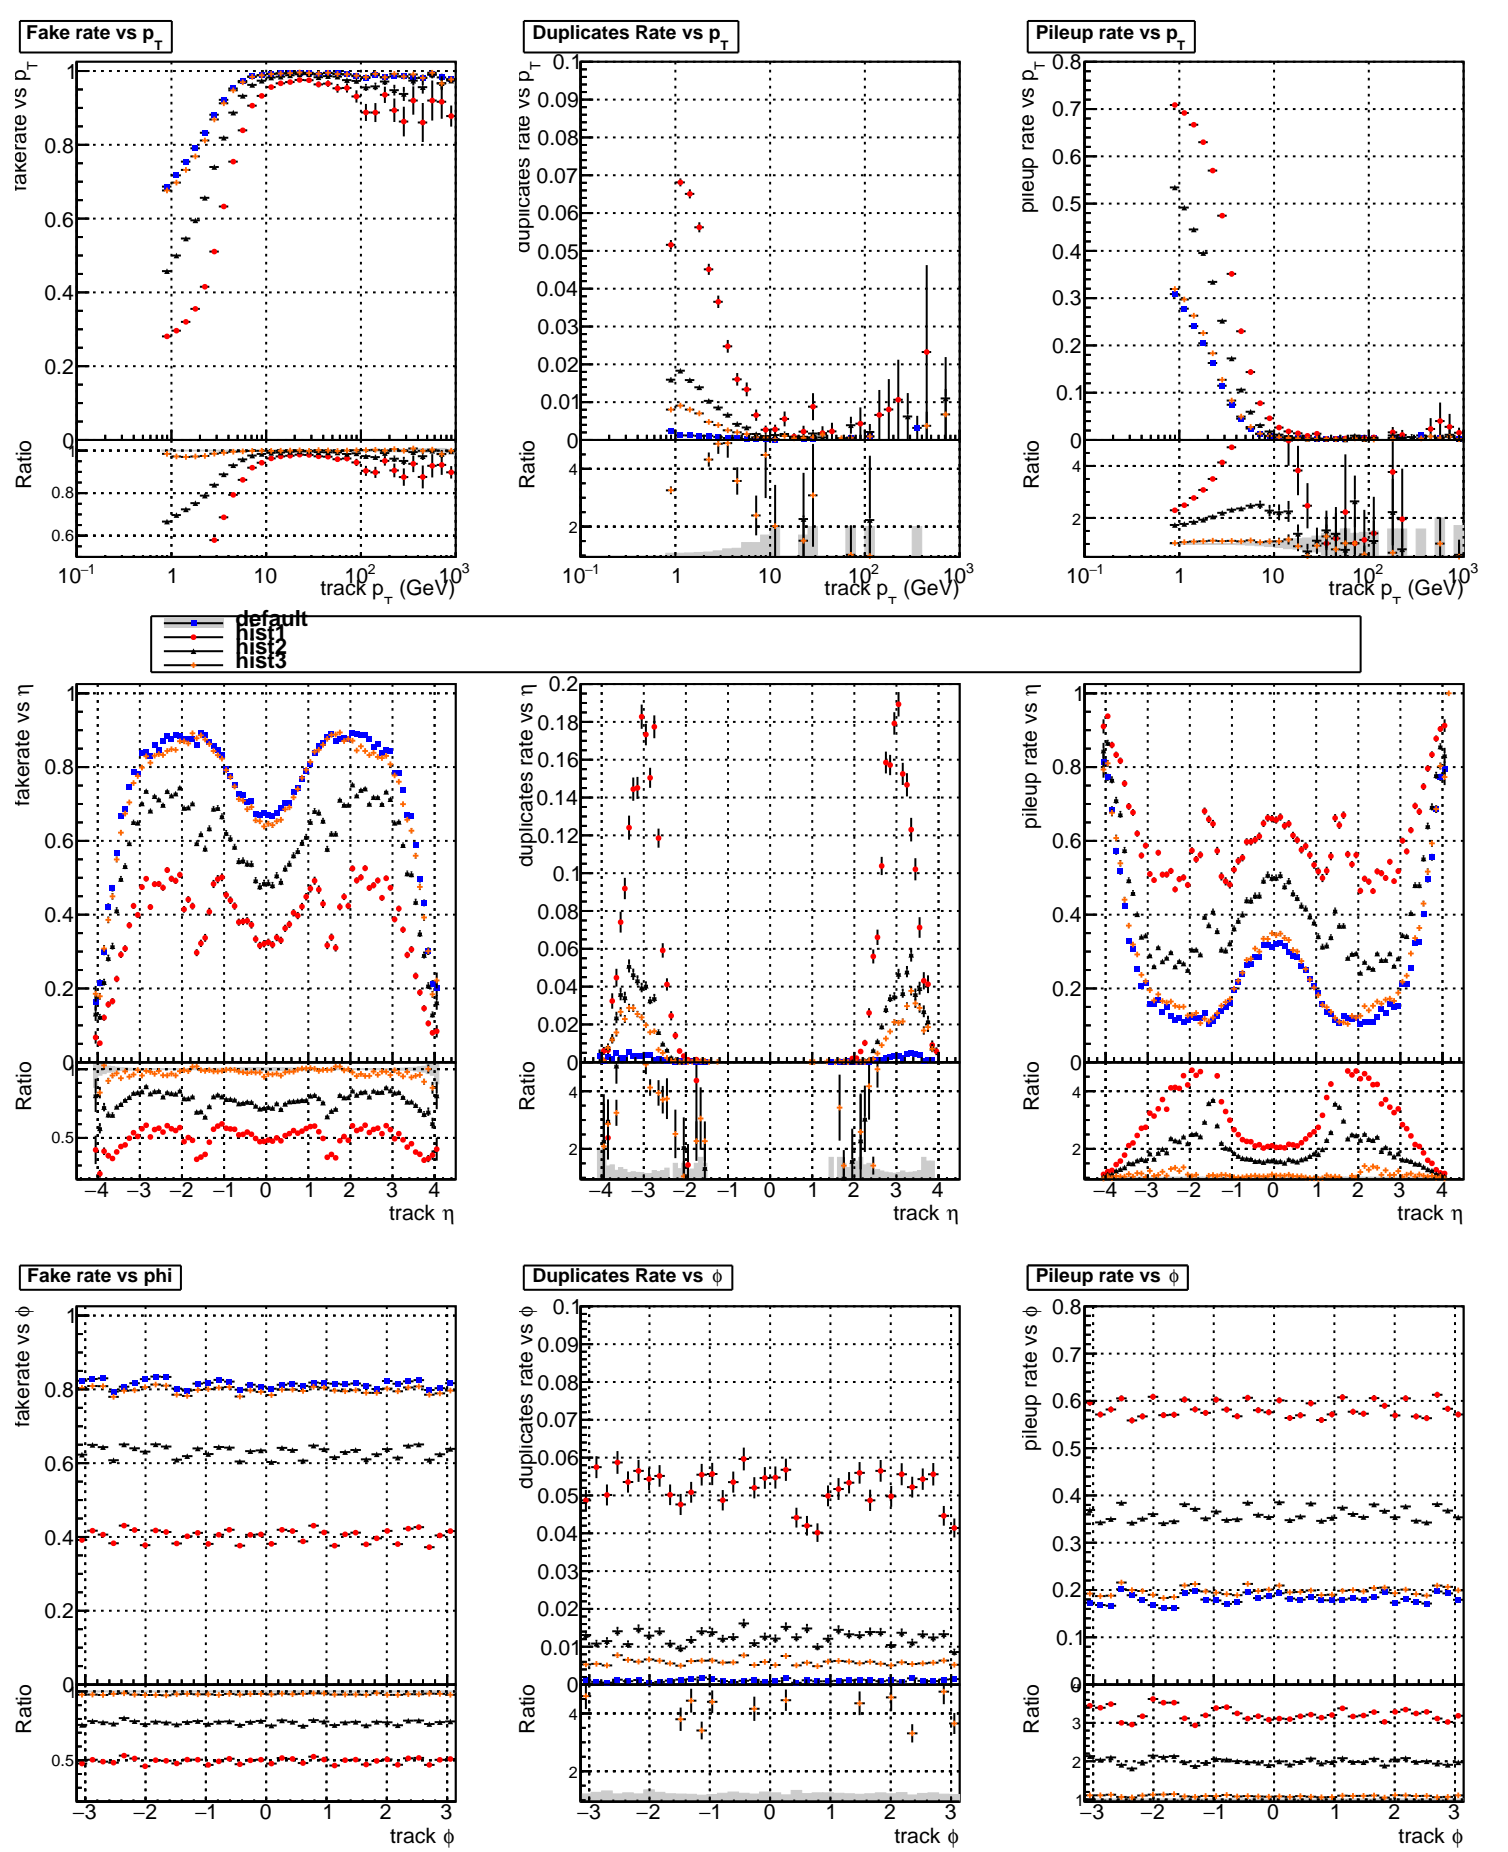 Fake rate vs pT
Duplicates Rate vs pT
Pileup rate vs pT
fakerate vs pT
1
0.8
0.6
0.4
0.2
0
Ratio
1
0.8
0.6
10−1 1 10 102 103
track pT (GeV)
duplicates rate vs pT
0.1
0.09
0.08
0.07
0.06
0.05
0.04
0.03
0.02
0.01
0
Ratio
4
2
10−1 1 10 102 103
track pT (GeV)
pileup rate vs pT
0.8
0.7
0.6
0.5
0.4
0.3
0.2
0.1
0
Ratio
4
2
10−1 1 10 102 103
track pT (GeV)
default
hist1
hist2
hist3
fakerate vs η
1
0.8
0.6
0.4
0.2
0
Ratio
0.5
−4 −3 −2 −1 0 1 2 3 4
track η
duplicates rate vs η
0.2
0.18
0.16
0.14
0.12
0.1
0.08
0.06
0.04
0.02
0
Ratio
4
2
−4 −3 −2 −1 0 1 2 3 4
track η
pileup rate vs η
1
0.8
0.6
0.4
0.2
0
Ratio
4
2
−4 −3 −2 −1 0 1 2 3 4
track η
Fake rate vs phi
Duplicates Rate vs ϕ
Pileup rate vs ϕ
fakerate vs ϕ
1
0.8
0.6
0.4
0.2
0
Ratio
1
0.5
−3 −2 −1 0 1 2 3
track ϕ
duplicates rate vs ϕ
0.1
0.09
0.08
0.07
0.06
0.05
0.04
0.03
0.02
0.01
0
Ratio
4
2
−3 −2 −1 0 1 2 3
track ϕ
pileup rate vs ϕ
0.8
0.7
0.6
0.5
0.4
0.3
0.2
0.1
0
Ratio
4
3
2
1
−3 −2 −1 0 1 2 3
track ϕ